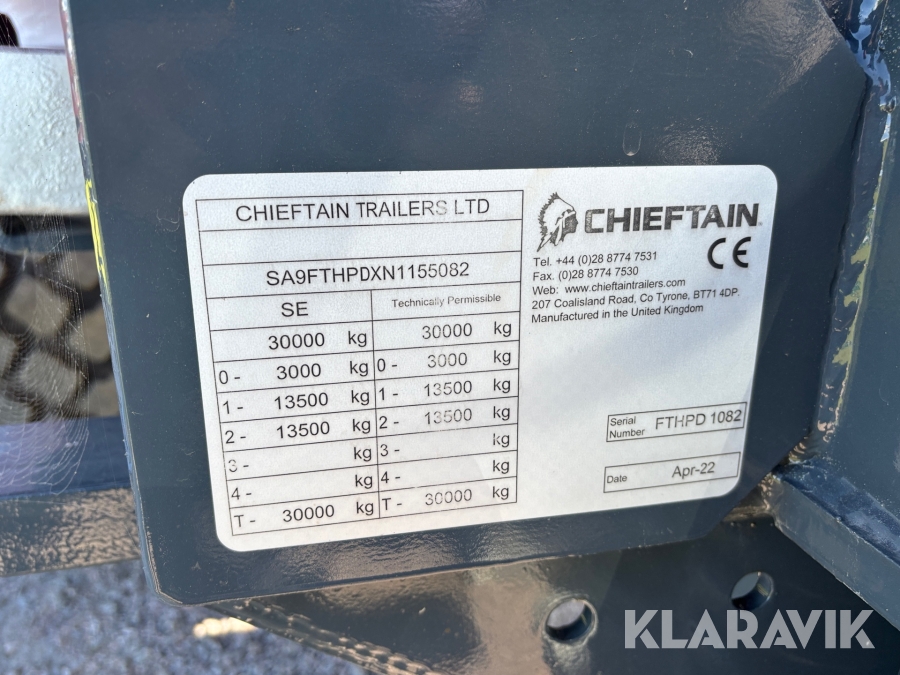 CHIEFTAIN TRAILERS LTD
SA9FTHPDXN1155082
SE Technically Permissible
30000 kg 30000 kg
0 - 3000 kg 0 - 3000 kg
1 - 13500 kg 1 - 13500 kg
2 - 13500 kg 2 - 13500 kg
3 - kg 3 - kg
4 - kg 4 - kg
T - 30000 kg T - 30000 kg
CHIEFTAIN
Tel. +44 (0)28 8774 7531
Fax. (0)28 8774 7530
Web: www.chieftaintrailers.com
207 Coalisland Road, Co Tyrone, BT71 4DP.
Manufactured in the United Kingdom
CE
Serial Number FTHPD 1082
Date Apr-22
KLARAVIK